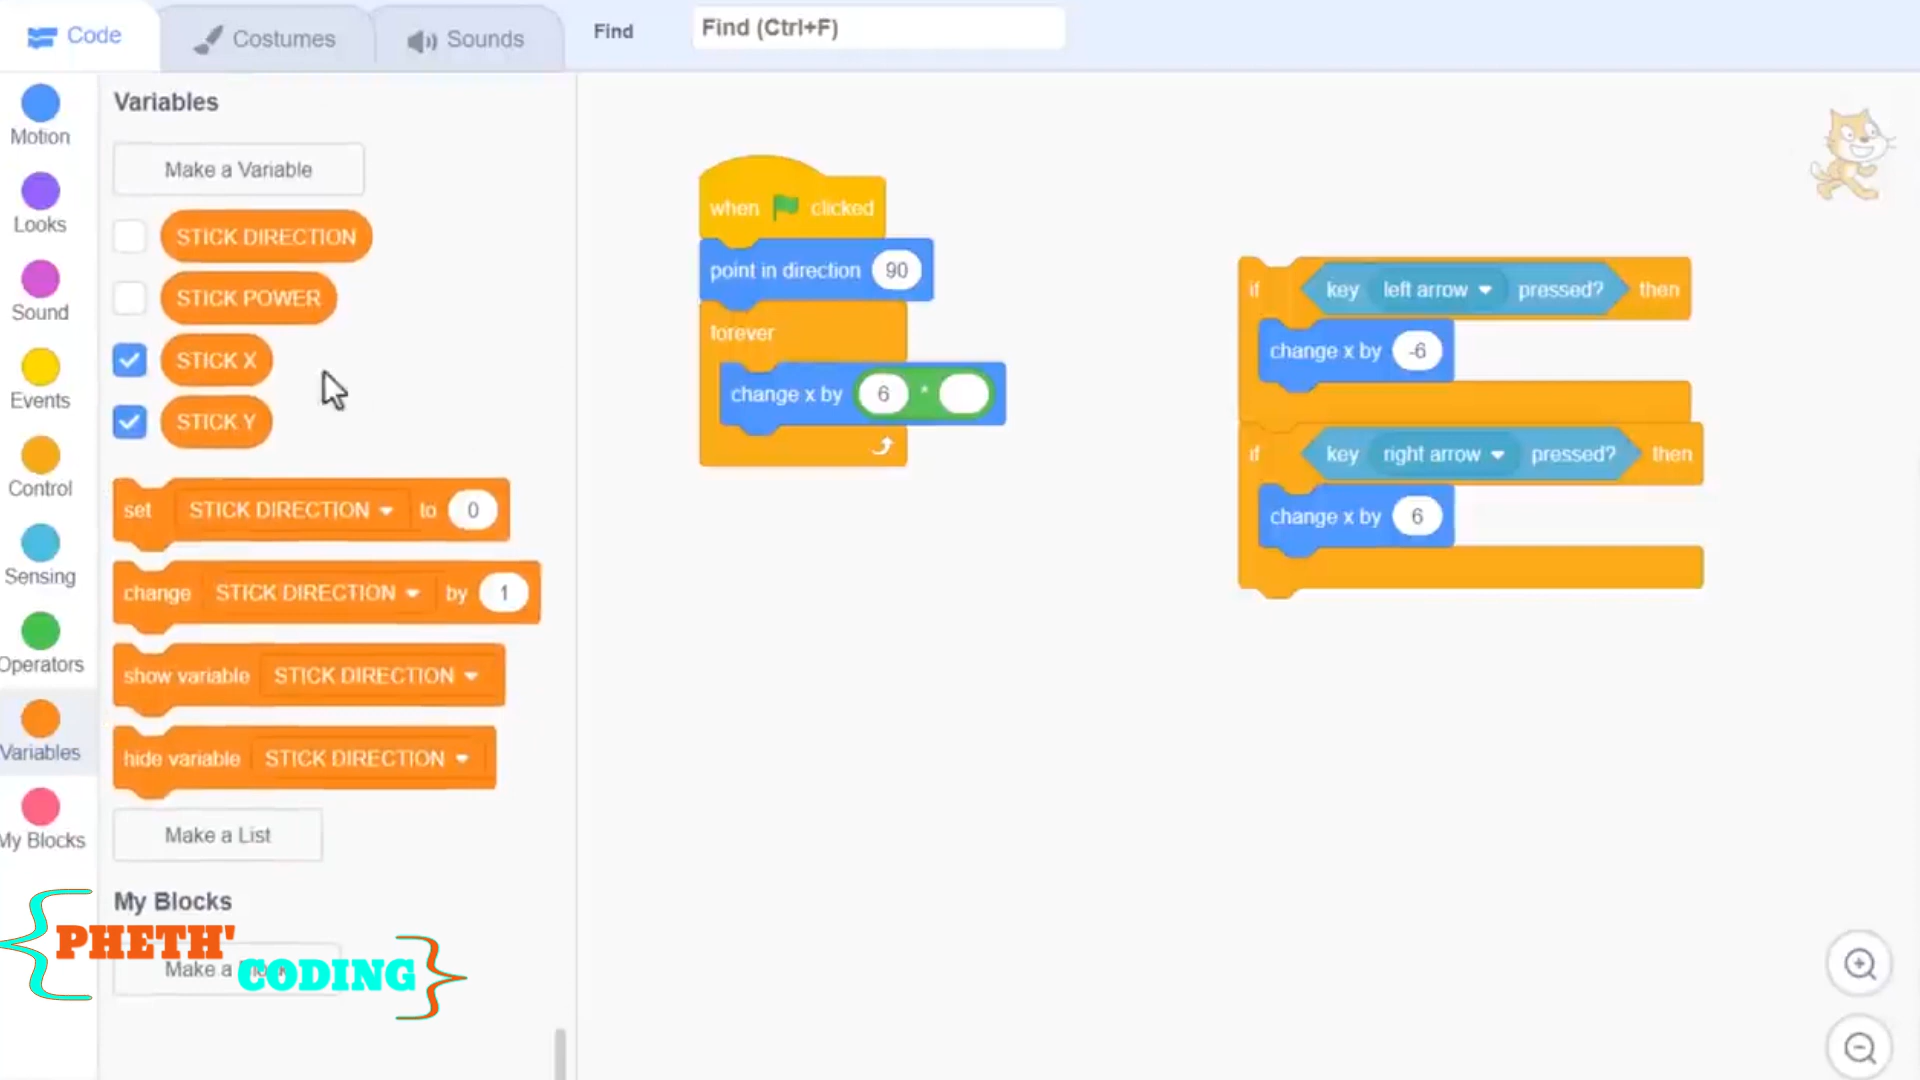 Code
Costumes
Sounds
Find
Find (Ctrl+F)
Motion
Looks
Sound
Events
Control
Sensing
Operators
Variables
My Blocks
Variables
Make a Variable
STICK DIRECTION
STICK POWER
STICK X
STICK Y
set STICK DIRECTION to 0
change STICK DIRECTION by 1
show variable STICK DIRECTION
hide variable STICK DIRECTION
Make a List
My Blocks
Make a
PHETH'
CODING
when clicked
point in direction 90
forever
change x by 6 *
if key left arrow pressed? then
change x by -6
if key right arrow pressed? then
change x by 6